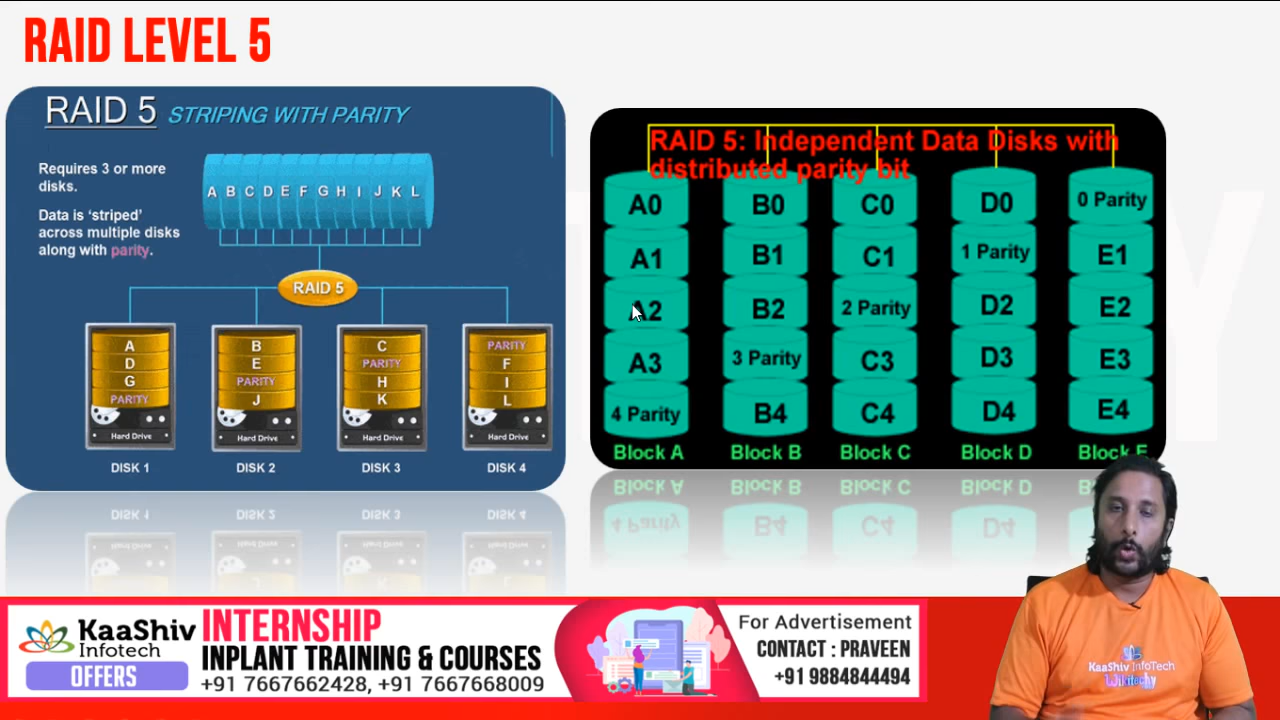 RAID LEVEL 5
RAID 5 STRIPING WITH PARITY
Requires 3 or more
disks.
Data is 'striped'
across multiple disks
along with parity.
A B C D E F G H I J K L
RAID 5
A
D
G
PARITY
Hard Drive
DISK 1
B
E
PARITY
J
Hard Drive
DISK 2
C
PARITY
H
K
Hard Drive
DISK 3
PARITY
F
I
L
Hard Drive
DISK 4
RAID 5: Independent Data Disks with
distributed parity bit
A0 B0 C0 D0 0 Parity
A1 B1 C1 1 Parity E1
A2 B2 2 Parity D2 E2
A3 3 Parity C3 D3 E3
4 Parity B4 C4 D4 E4
Block A Block B Block C Block D Block E
KaaShiv
Infotech
OFFERS
INTERNSHIP
INPLANT TRAINING & COURSES
+91 7667662428, +91 7667668009
For Advertisement
CONTACT : PRAVEEN
+91 9884844494
KaaShiv InfoTech
Wikitechy